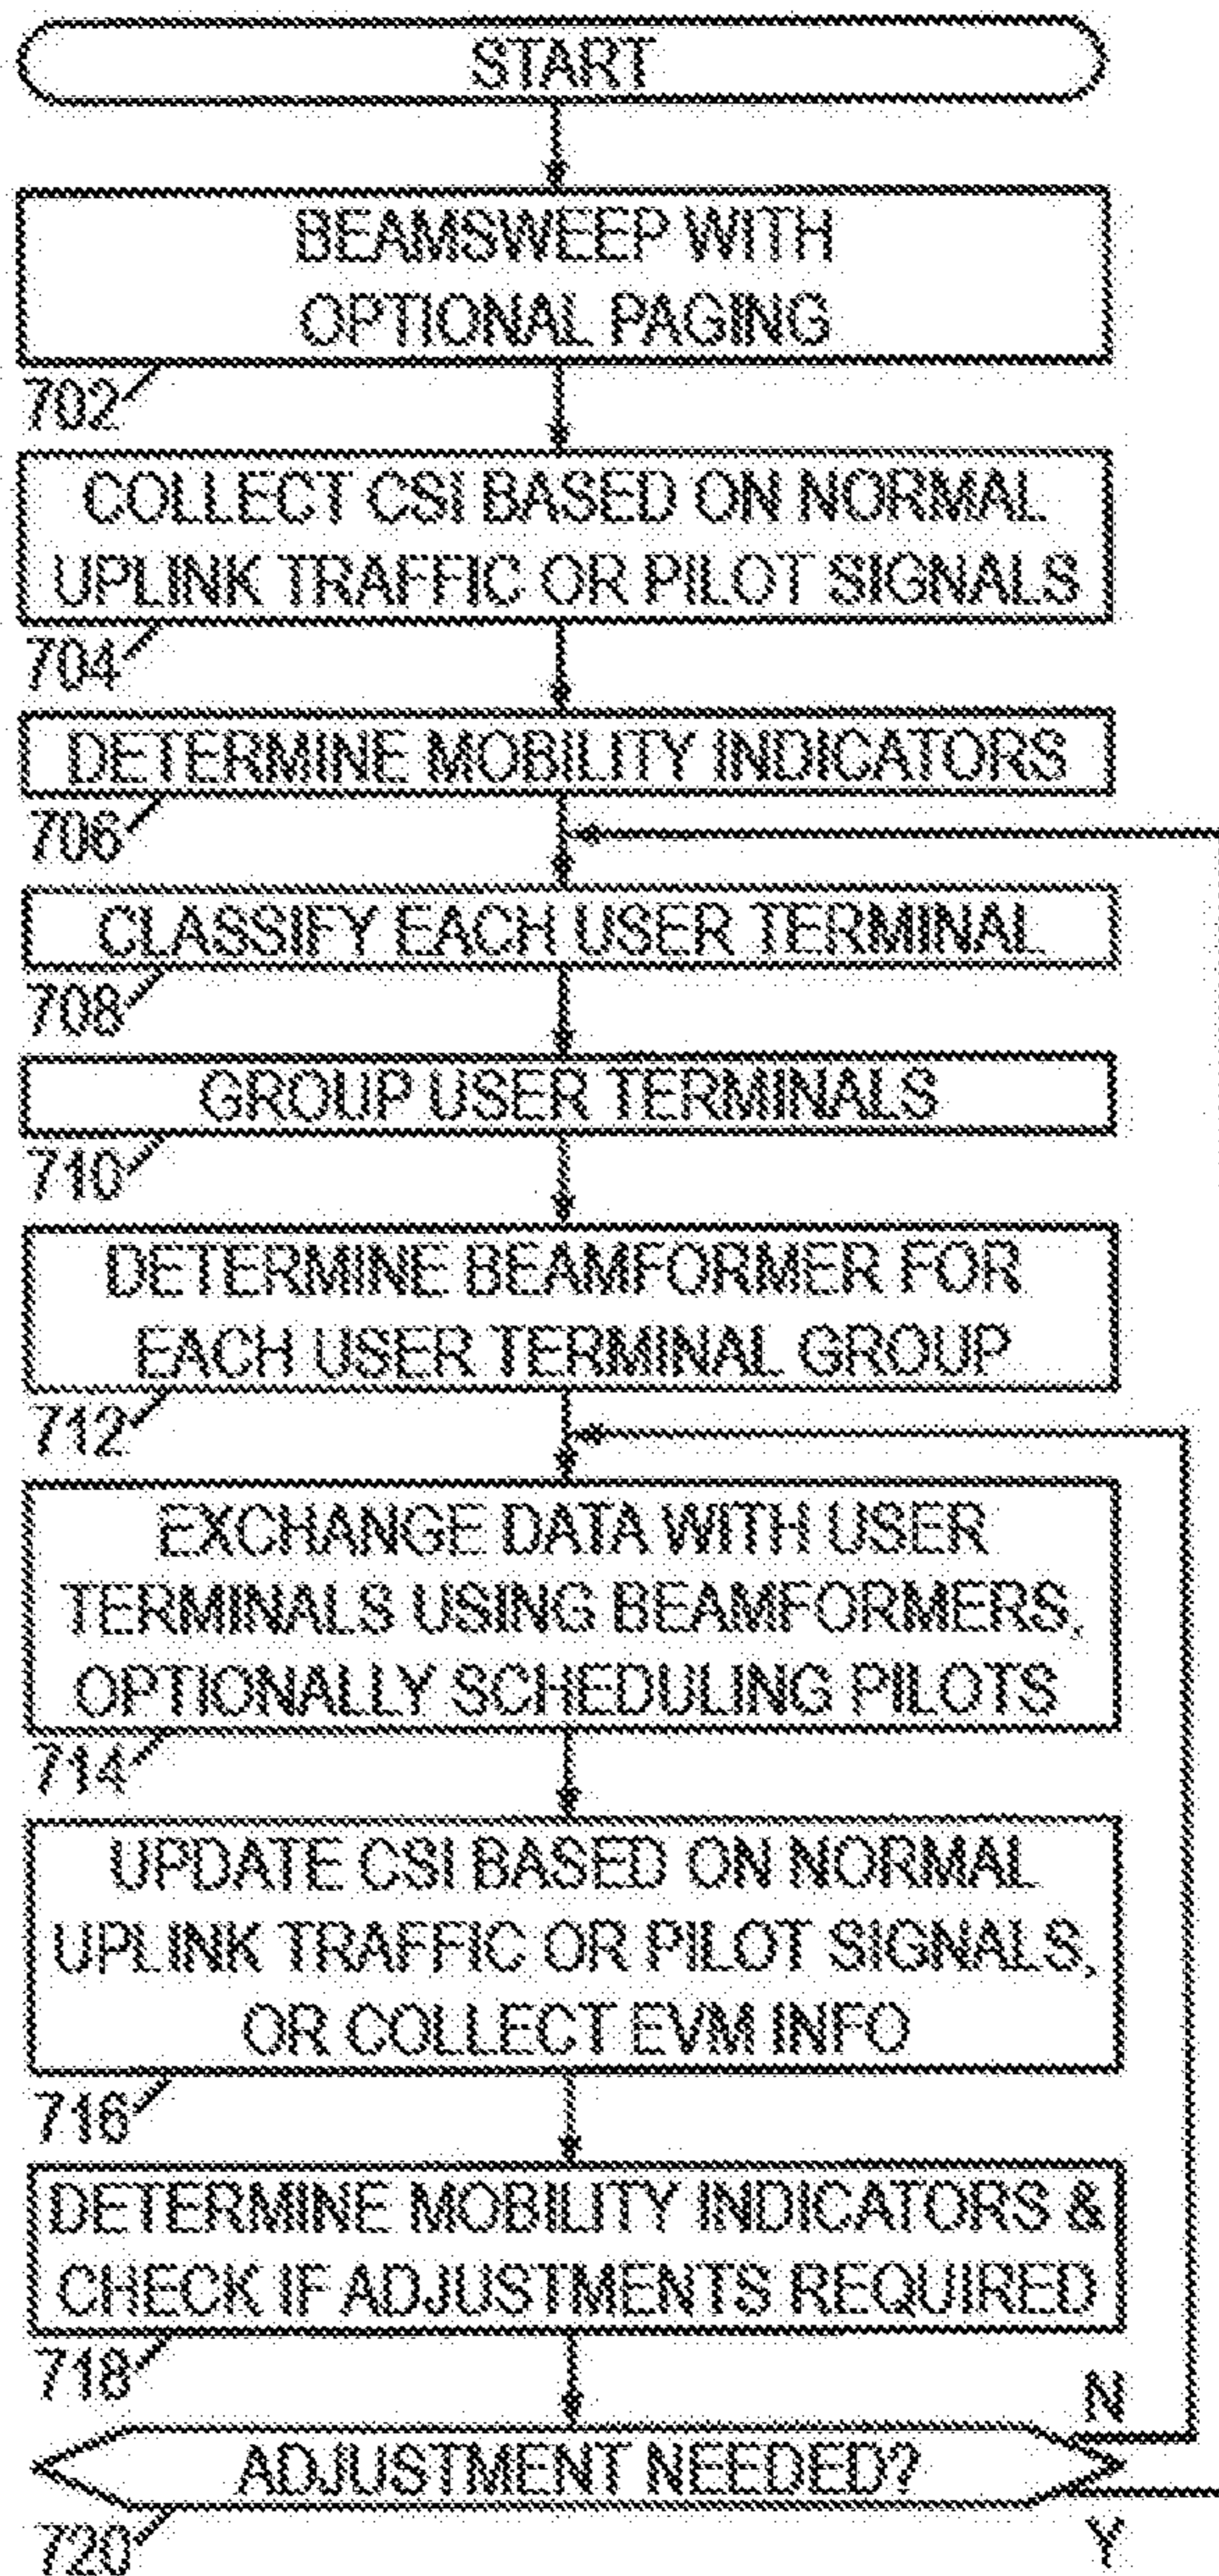 START
BEAMSWEEP WITH
OPTIONAL PAGING
702
COLLECT CSI BASED ON NORMAL
UPLINK TRAFFIC OR PILOT SIGNALS
704
DETERMINE MOBILITY INDICATORS
706
CLASSIFY EACH USER TERMINAL
708
GROUP USER TERMINALS
710
DETERMINE BEAMFORMER FOR
EACH USER TERMINAL GROUP
712
EXCHANGE DATA WITH USER
TERMINALS USING BEAMFORMERS,
OPTIONALLY SCHEDULING PILOTS
714
UPDATE CSI BASED ON NORMAL
UPLINK TRAFFIC OR PILOT SIGNALS,
OR COLLECT EVM INFO
716
DETERMINE MOBILITY INDICATORS &
CHECK IF ADJUSTMENTS REQUIRED
718
N
ADJUSTMENT NEEDED?
720
Y